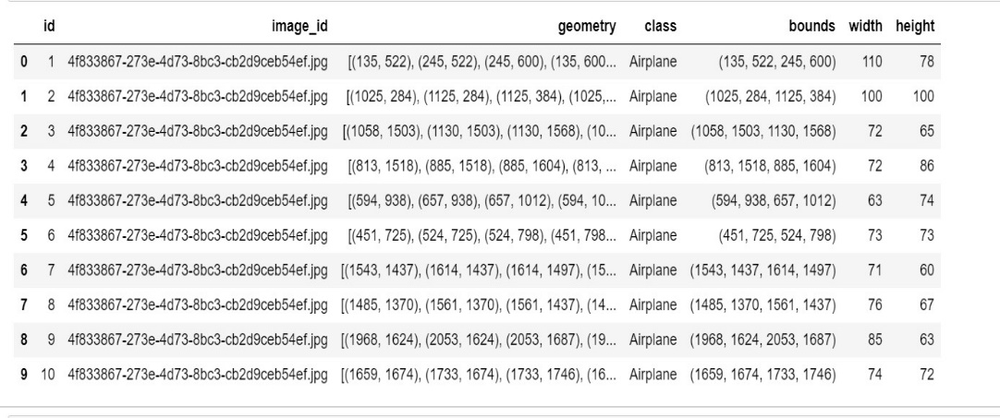 id image_id geometry class bounds width height
0 1 4f833867-273e-4d73-8bc3-cb2d9ceb54ef.jpg [(135, 522), (245, 522), (245, 600), (135, 600... Airplane (135, 522, 245, 600) 110 78
1 2 4f833867-273e-4d73-8bc3-cb2d9ceb54ef.jpg [(1025, 284), (1125, 284), (1125, 384), (1025,... Airplane (1025, 284, 1125, 384) 100 100
2 3 4f833867-273e-4d73-8bc3-cb2d9ceb54ef.jpg [(1058, 1503), (1130, 1503), (1130, 1568), (10... Airplane (1058, 1503, 1130, 1568) 72 65
3 4 4f833867-273e-4d73-8bc3-cb2d9ceb54ef.jpg [(813, 1518), (885, 1518), (885, 1604), (813, ... Airplane (813, 1518, 885, 1604) 72 86
4 5 4f833867-273e-4d73-8bc3-cb2d9ceb54ef.jpg [(594, 938), (657, 938), (657, 1012), (594, 10... Airplane (594, 938, 657, 1012) 63 74
5 6 4f833867-273e-4d73-8bc3-cb2d9ceb54ef.jpg [(451, 725), (524, 725), (524, 798), (451, 798... Airplane (451, 725, 524, 798) 73 73
6 7 4f833867-273e-4d73-8bc3-cb2d9ceb54ef.jpg [(1543, 1437), (1614, 1437), (1614, 1497), (15... Airplane (1543, 1437, 1614, 1497) 71 60
7 8 4f833867-273e-4d73-8bc3-cb2d9ceb54ef.jpg [(1485, 1370), (1561, 1370), (1561, 1437), (14... Airplane (1485, 1370, 1561, 1437) 76 67
8 9 4f833867-273e-4d73-8bc3-cb2d9ceb54ef.jpg [(1968, 1624), (2053, 1624), (2053, 1687), (19... Airplane (1968, 1624, 2053, 1687) 85 63
9 10 4f833867-273e-4d73-8bc3-cb2d9ceb54ef.jpg [(1659, 1674), (1733, 1674), (1733, 1746), (16... Airplane (1659, 1674, 1733, 1746) 74 72